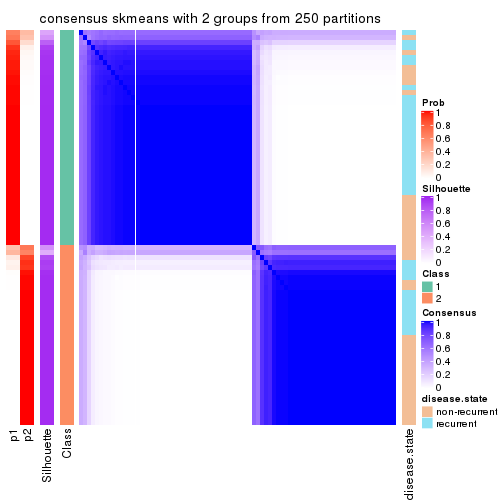 consensus skmeans with 2 groups from 250 partitions
Prob
1
0.8
0.6
0.4
0.2
0
Silhouette
1
0.8
0.6
0.4
0.2
0
Class
1
2
Consensus
1
0.8
0.6
0.4
0.2
0
disease.state
non-recurrent
recurrent
p1
p2
Silhouette
Class
disease.state